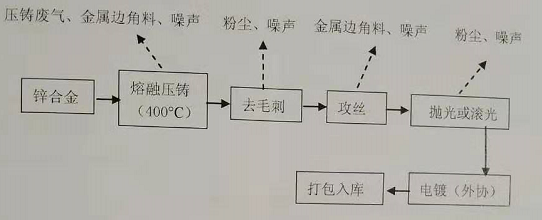 压铸废气、金属边角料、噪声
粉尘、噪声
金属边角料、噪声
粉尘、噪声
锌合金
熔融压铸
（400℃）
去毛刺
攻丝
抛光或滚光
打包入库
电镀（外协）